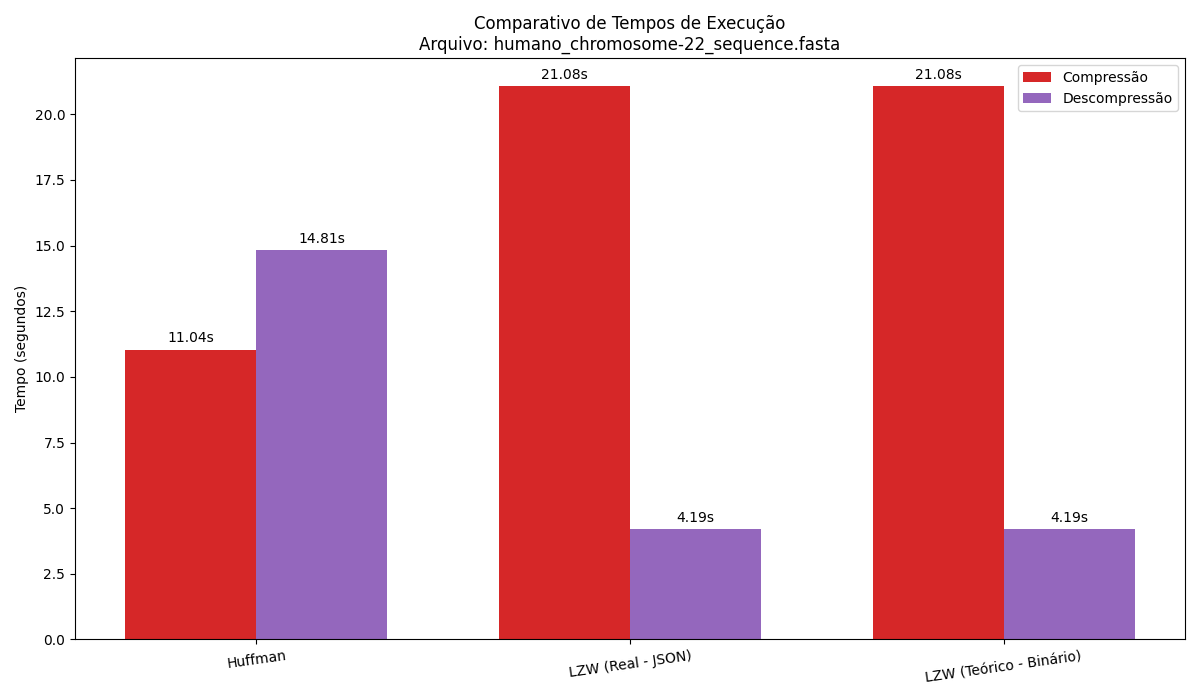 Comparativo de Tempos de Execução
Arquivo: humano_chromosome-22_sequence.fasta
Compressão
Descompressão
Tempo (segundos)
20.0
17.5
15.0
12.5
10.0
7.5
5.0
2.5
0.0
11.04s
14.81s
21.08s
4.19s
21.08s
4.19s
Huffman
LZW (Real - JSON)
LZW (Teórico - Binário)